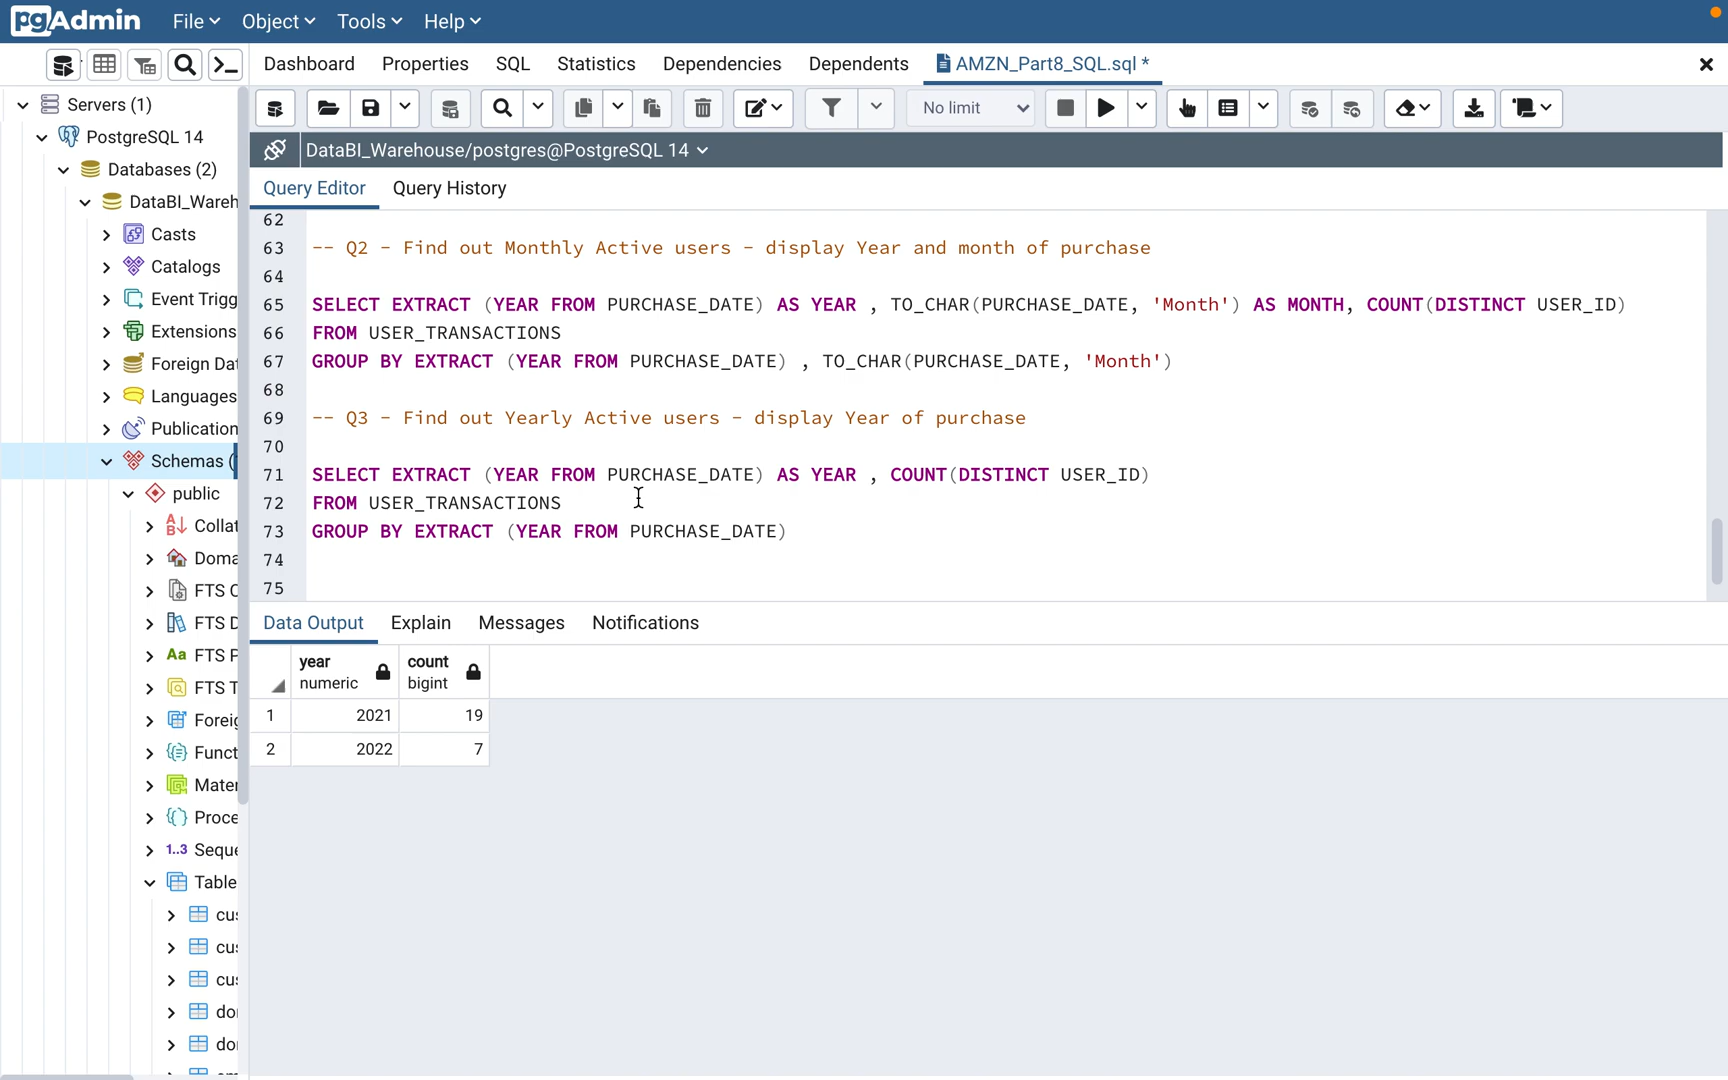 pgAdmin File Object Tools Help
Dashboard Properties SQL Statistics Dependencies Dependents AMZN_Part8_SQL.sql *
Servers (1)
No limit
PostgreSQL 14
DataBI_Warehouse/postgres@PostgreSQL 14
Databases (2)
Query Editor Query History
DataBI_Wareh
Casts
Catalogs
Event Trigg
Extensions
Foreign Dat
Languages
Publication
Schemas (
public
Collat
Doma
FTS C
FTS D
FTS P
FTS T
Foreig
Funct
Mater
Proce
1..3 Seque
Table
cus
cus
cus
do
do
62
63 -- Q2 - Find out Monthly Active users - display Year and month of purchase
64
65 SELECT EXTRACT (YEAR FROM PURCHASE_DATE) AS YEAR , TO_CHAR(PURCHASE_DATE, 'Month') AS MONTH, COUNT(DISTINCT USER_ID)
66 FROM USER_TRANSACTIONS
67 GROUP BY EXTRACT (YEAR FROM PURCHASE_DATE) , TO_CHAR(PURCHASE_DATE, 'Month')
68
69 -- Q3 - Find out Yearly Active users - display Year of purchase
70
71 SELECT EXTRACT (YEAR FROM PURCHASE_DATE) AS YEAR , COUNT(DISTINCT USER_ID)
72 FROM USER_TRANSACTIONS
73 GROUP BY EXTRACT (YEAR FROM PURCHASE_DATE)
74
75
Data Output Explain Messages Notifications
year count
numeric bigint
1 2021 19
2 2022 7